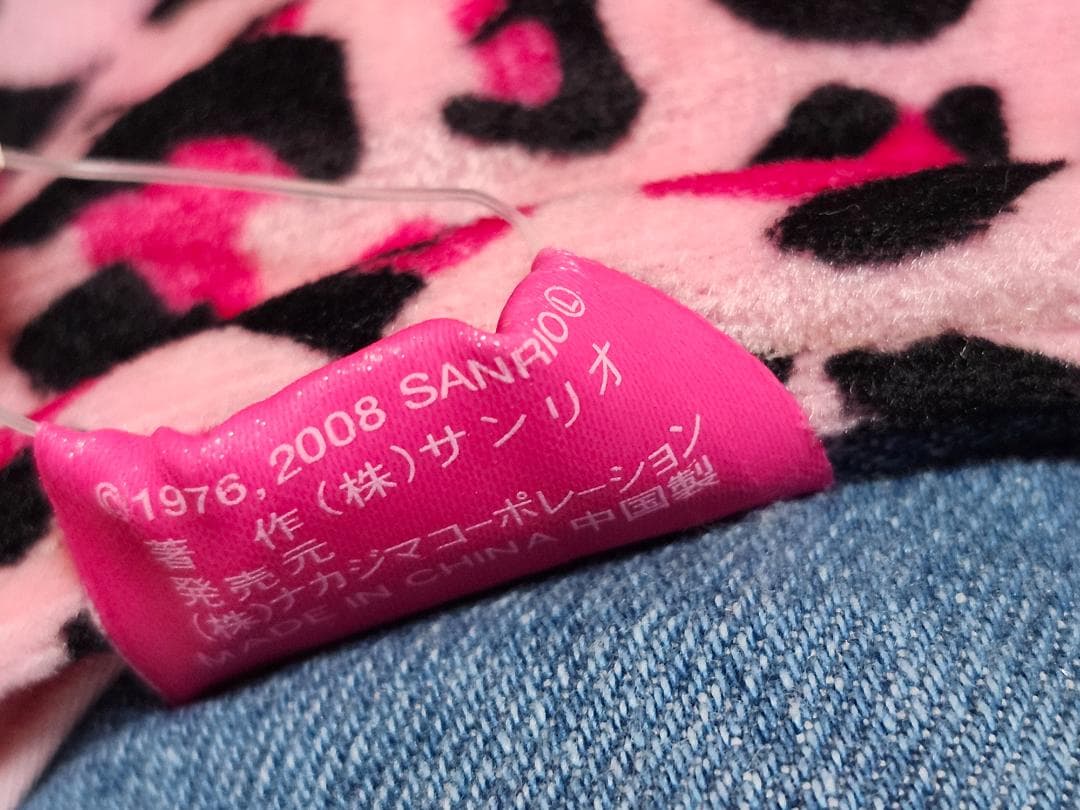 ©1976, 2008 SANRIO Ⓛ
著 作 (株)サンリオ
発売元
(株)ナカジマコーポレーション
MADE IN CHINA 中国製